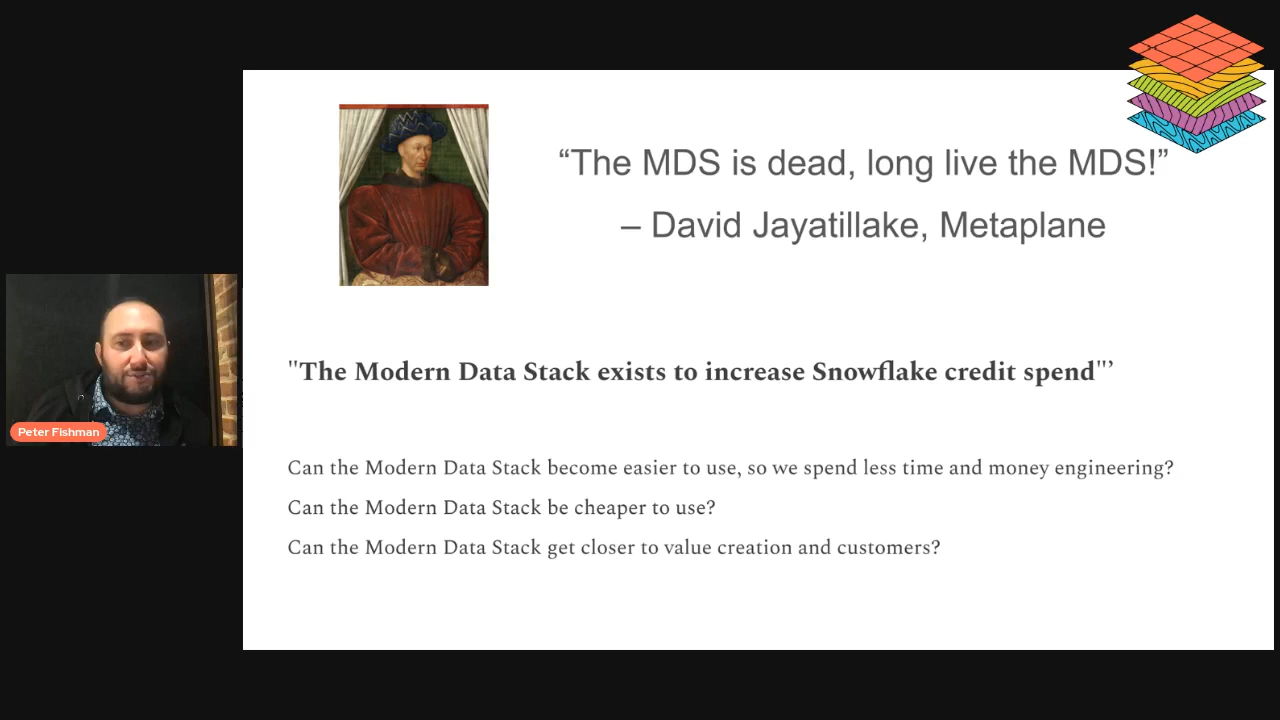 “The MDS is dead, long live the MDS!”
– David Jayatillake, Metaplane
"The Modern Data Stack exists to increase Snowflake credit spend"’
Can the Modern Data Stack become easier to use, so we spend less time and money engineering?
Can the Modern Data Stack be cheaper to use?
Can the Modern Data Stack get closer to value creation and customers?
Peter Fishman